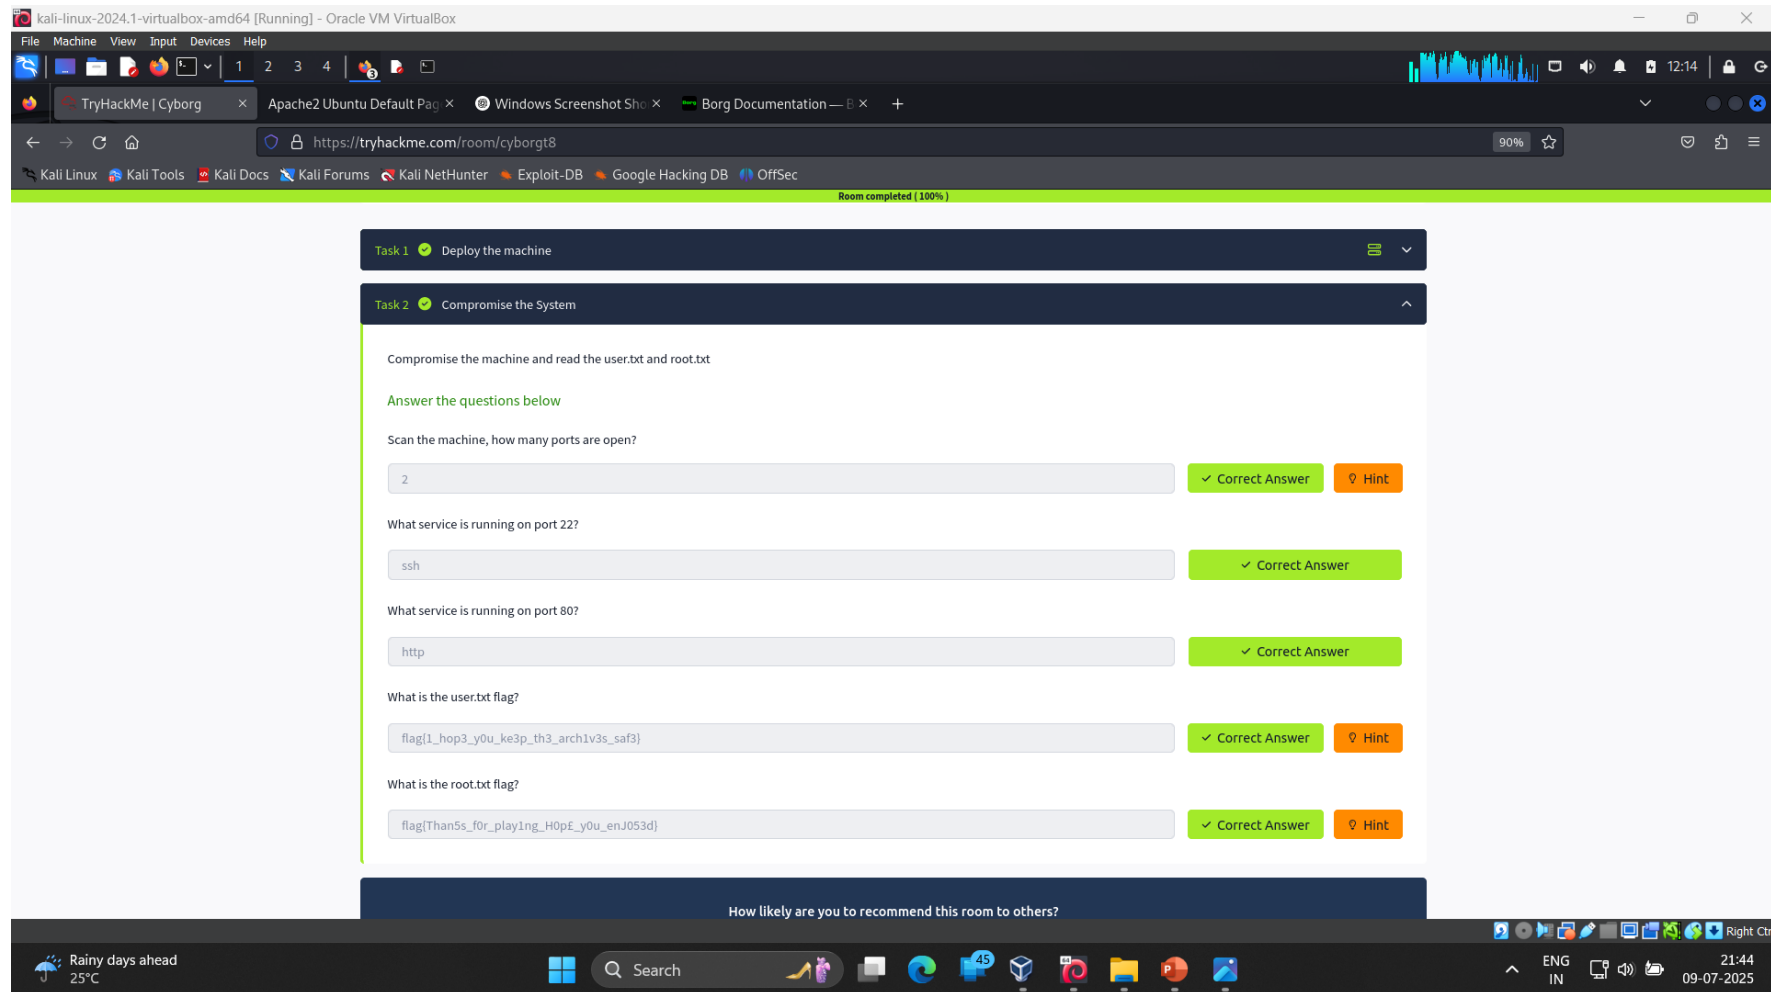 kali-linux-2024.1-virtualbox-amd64 [Running] - Oracle VM VirtualBox
File Machine View Input Devices Help
1 2 3 4 3 12:14
TryHackMe | Cyborg Apache2 Ubuntu Default Pag Windows Screenshot Sho Borg Documentation — B
https://tryhackme.com/room/cyborgt8 90%
Kali Linux Kali Tools Kali Docs Kali Forums Kali NetHunter Exploit-DB Google Hacking DB OffSec
Room completed ( 100% )
Task 1 Deploy the machine
Task 2 Compromise the System
Compromise the machine and read the user.txt and root.txt
Answer the questions below
Scan the machine, how many ports are open?
2 Correct Answer Hint
What service is running on port 22?
ssh Correct Answer
What service is running on port 80?
http Correct Answer
What is the user.txt flag?
flag{1_hop3_y0u_ke3p_th3_arch1v3s_saf3} Correct Answer Hint
What is the root.txt flag?
flag{Than5s_f0r_play1ng_H0p£_y0u_enJ053d} Correct Answer Hint
How likely are you to recommend this room to others?
Right Ctr
Rainy days ahead
25°C
Search
45
ENG
IN
21:44
09-07-2025